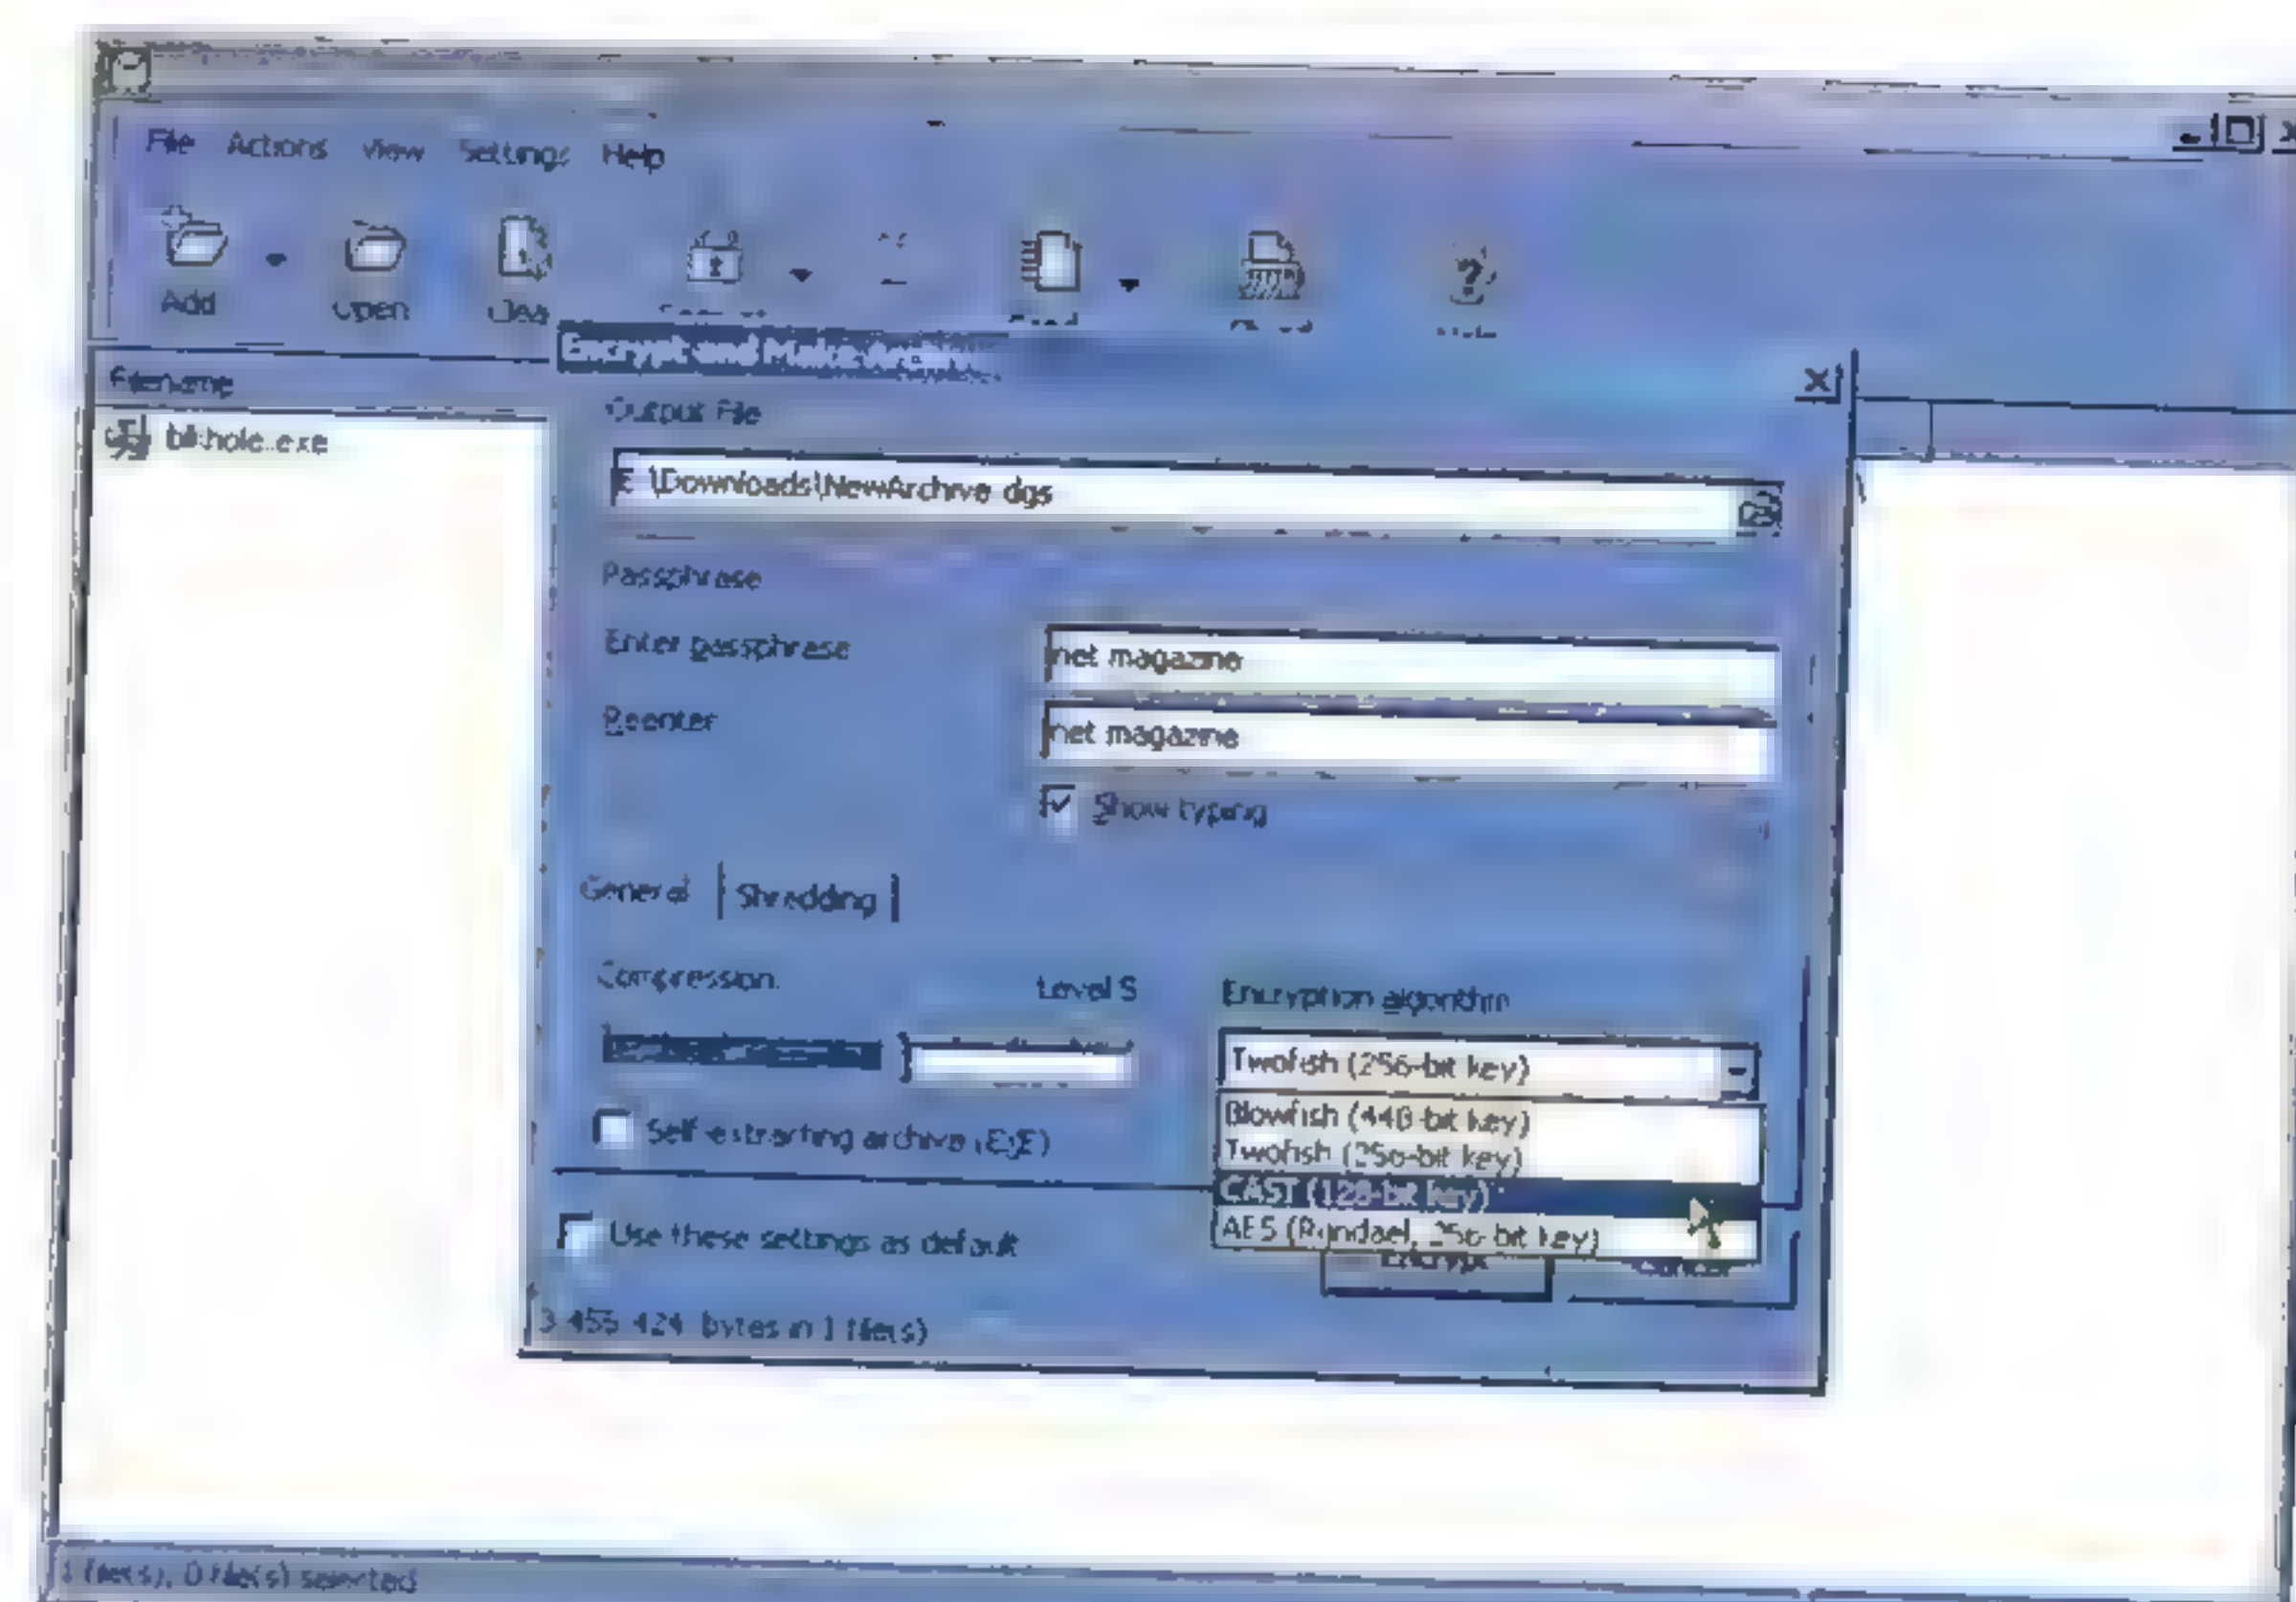 File Actions View Settings Help
Add Open Clear
Encrypt and Make Archive
Filename
Output File
E:\Downloads\NewArchive.dgs
Passphrase
Enter passphrase net magazine
Reenter net magazine
Show typing
General Shredding
Compression: Level 5 Encryption algorithm
Twofish (256-bit key)
Blowfish (448-bit key)
Twofish (256-bit key)
CAST (128-bit key)
AES (Rijndael, 256-bit key)
Self-extracting archive (EXE)
Use these settings as default
Encrypt
3 455 424 bytes in 1 file(s)
1 file(s), 0 file(s) selected